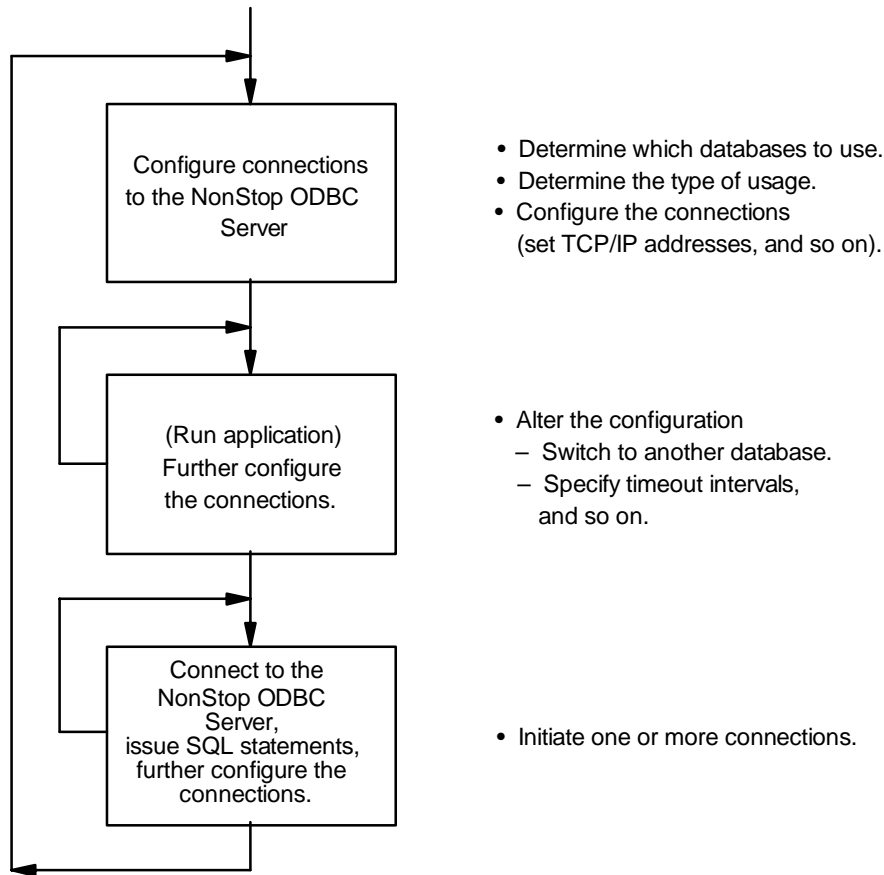 Configure connections
to the NonStop ODBC
Server
• Determine which databases to use.
• Determine the type of usage.
• Configure the connections
(set TCP/IP addresses, and so on).
(Run application)
Further configure
the connections.
• Alter the configuration
– Switch to another database.
– Specify timeout intervals,
and so on.
Connect to the
NonStop ODBC
Server,
issue SQL statements,
further configure the
connections.
• Initiate one or more connections.